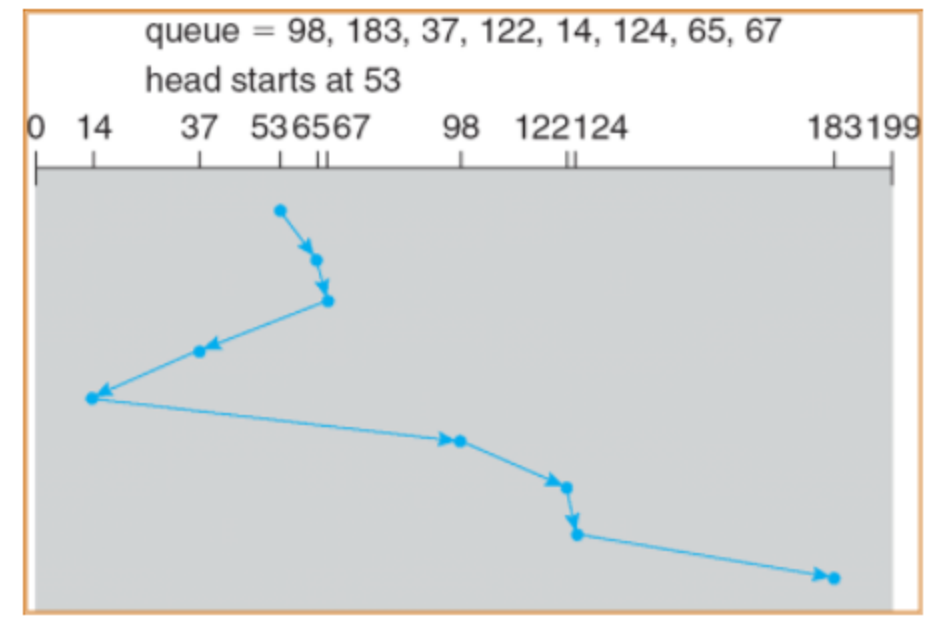 queue = 98, 183, 37, 122, 14, 124, 65, 67
head starts at 53
0 14 37 53 65 67 98 122 124 183 199